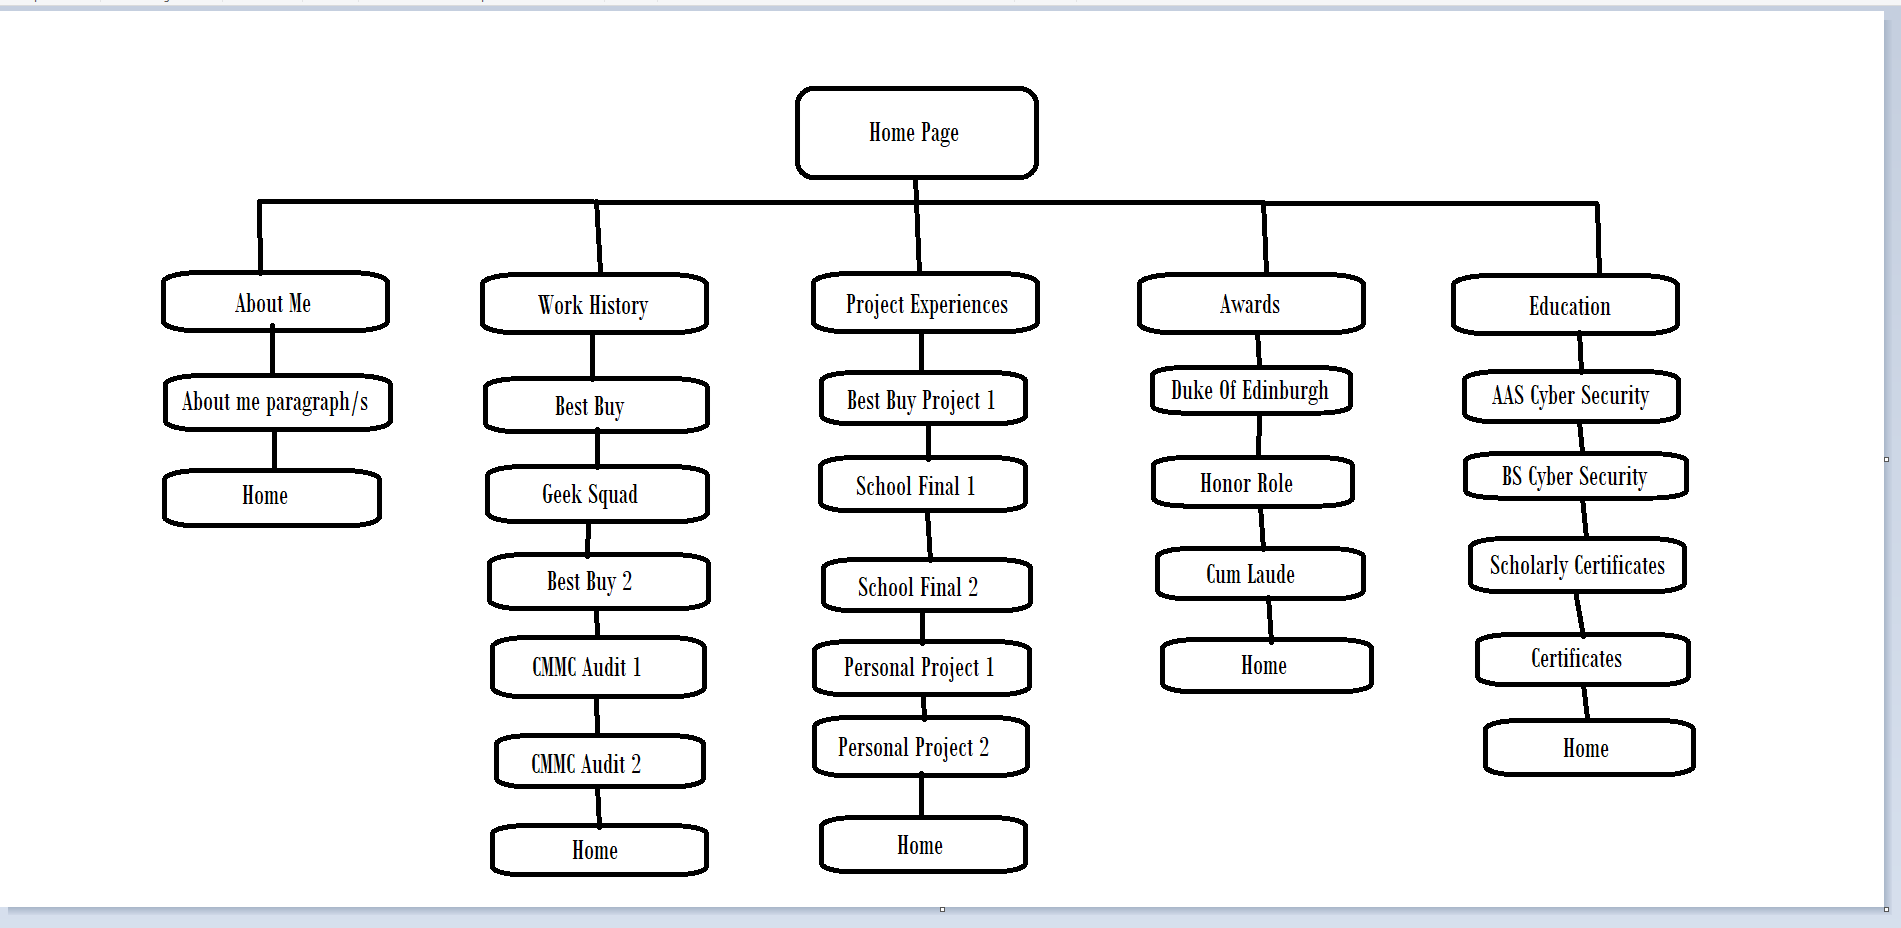 Home Page
About Me
About me paragraph/s
Home
Work History
Best Buy
Geek Squad
Best Buy 2
CMMC Audit 1
CMMC Audit 2
Home
Project Experiences
Best Buy Project 1
School Final 1
School Final 2
Personal Project 1
Personal Project 2
Home
Awards
Duke Of Edinburgh
Honor Role
Cum Laude
Home
Education
AAS Cyber Security
BS Cyber Security
Scholarly Certificates
Certificates
Home